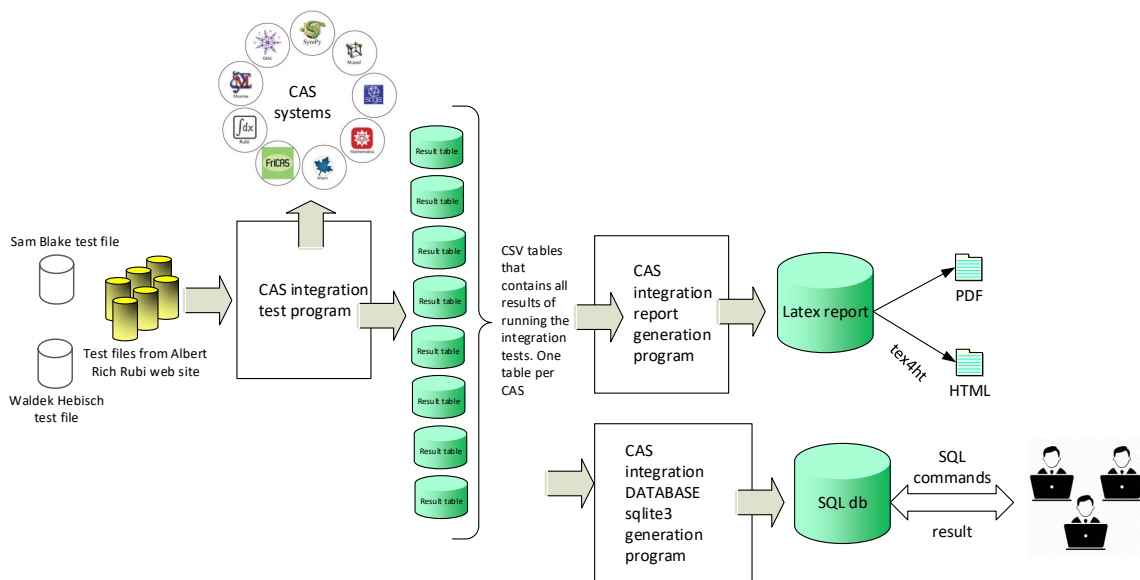 GIAC
SymPy
Mupad
Maxima
CAS
systems
sage
∫dx
Rubi
Mathematica
FriCAS
Maple
Result table
Result table
Result table
Result table
Result table
Result table
Result table
Result table
Sam Blake test file
CAS integration
test program
Test files from Albert
Rich Rubi web site
Waldek Hebisch
test file
CSV tables
that
contains all
results of
running the
integration
tests. One
table per
CAS
CAS
integration
report
generation
program
Latex report
PDF
tex4ht
HTML
CAS
integration
DATABASE
sqlite3
generation
program
SQL db
SQL
commands
result